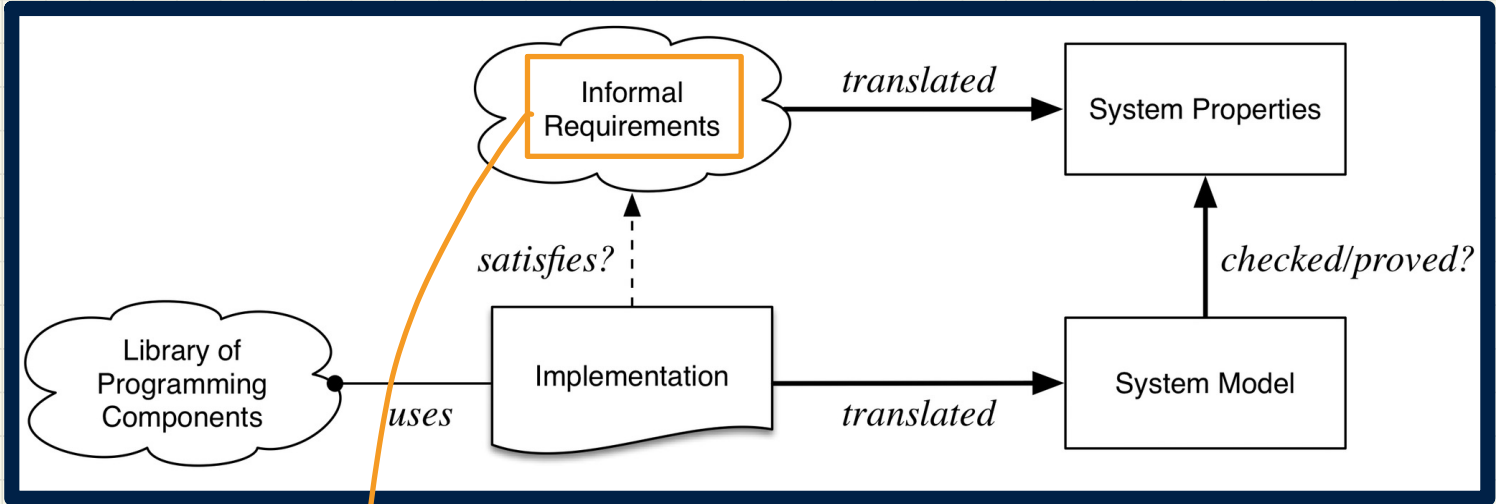 Informal
Requirements
translated
System Properties
satisfies?
checked/proved?
Library of
Programming
Components
uses
Implementation
translated
System Model